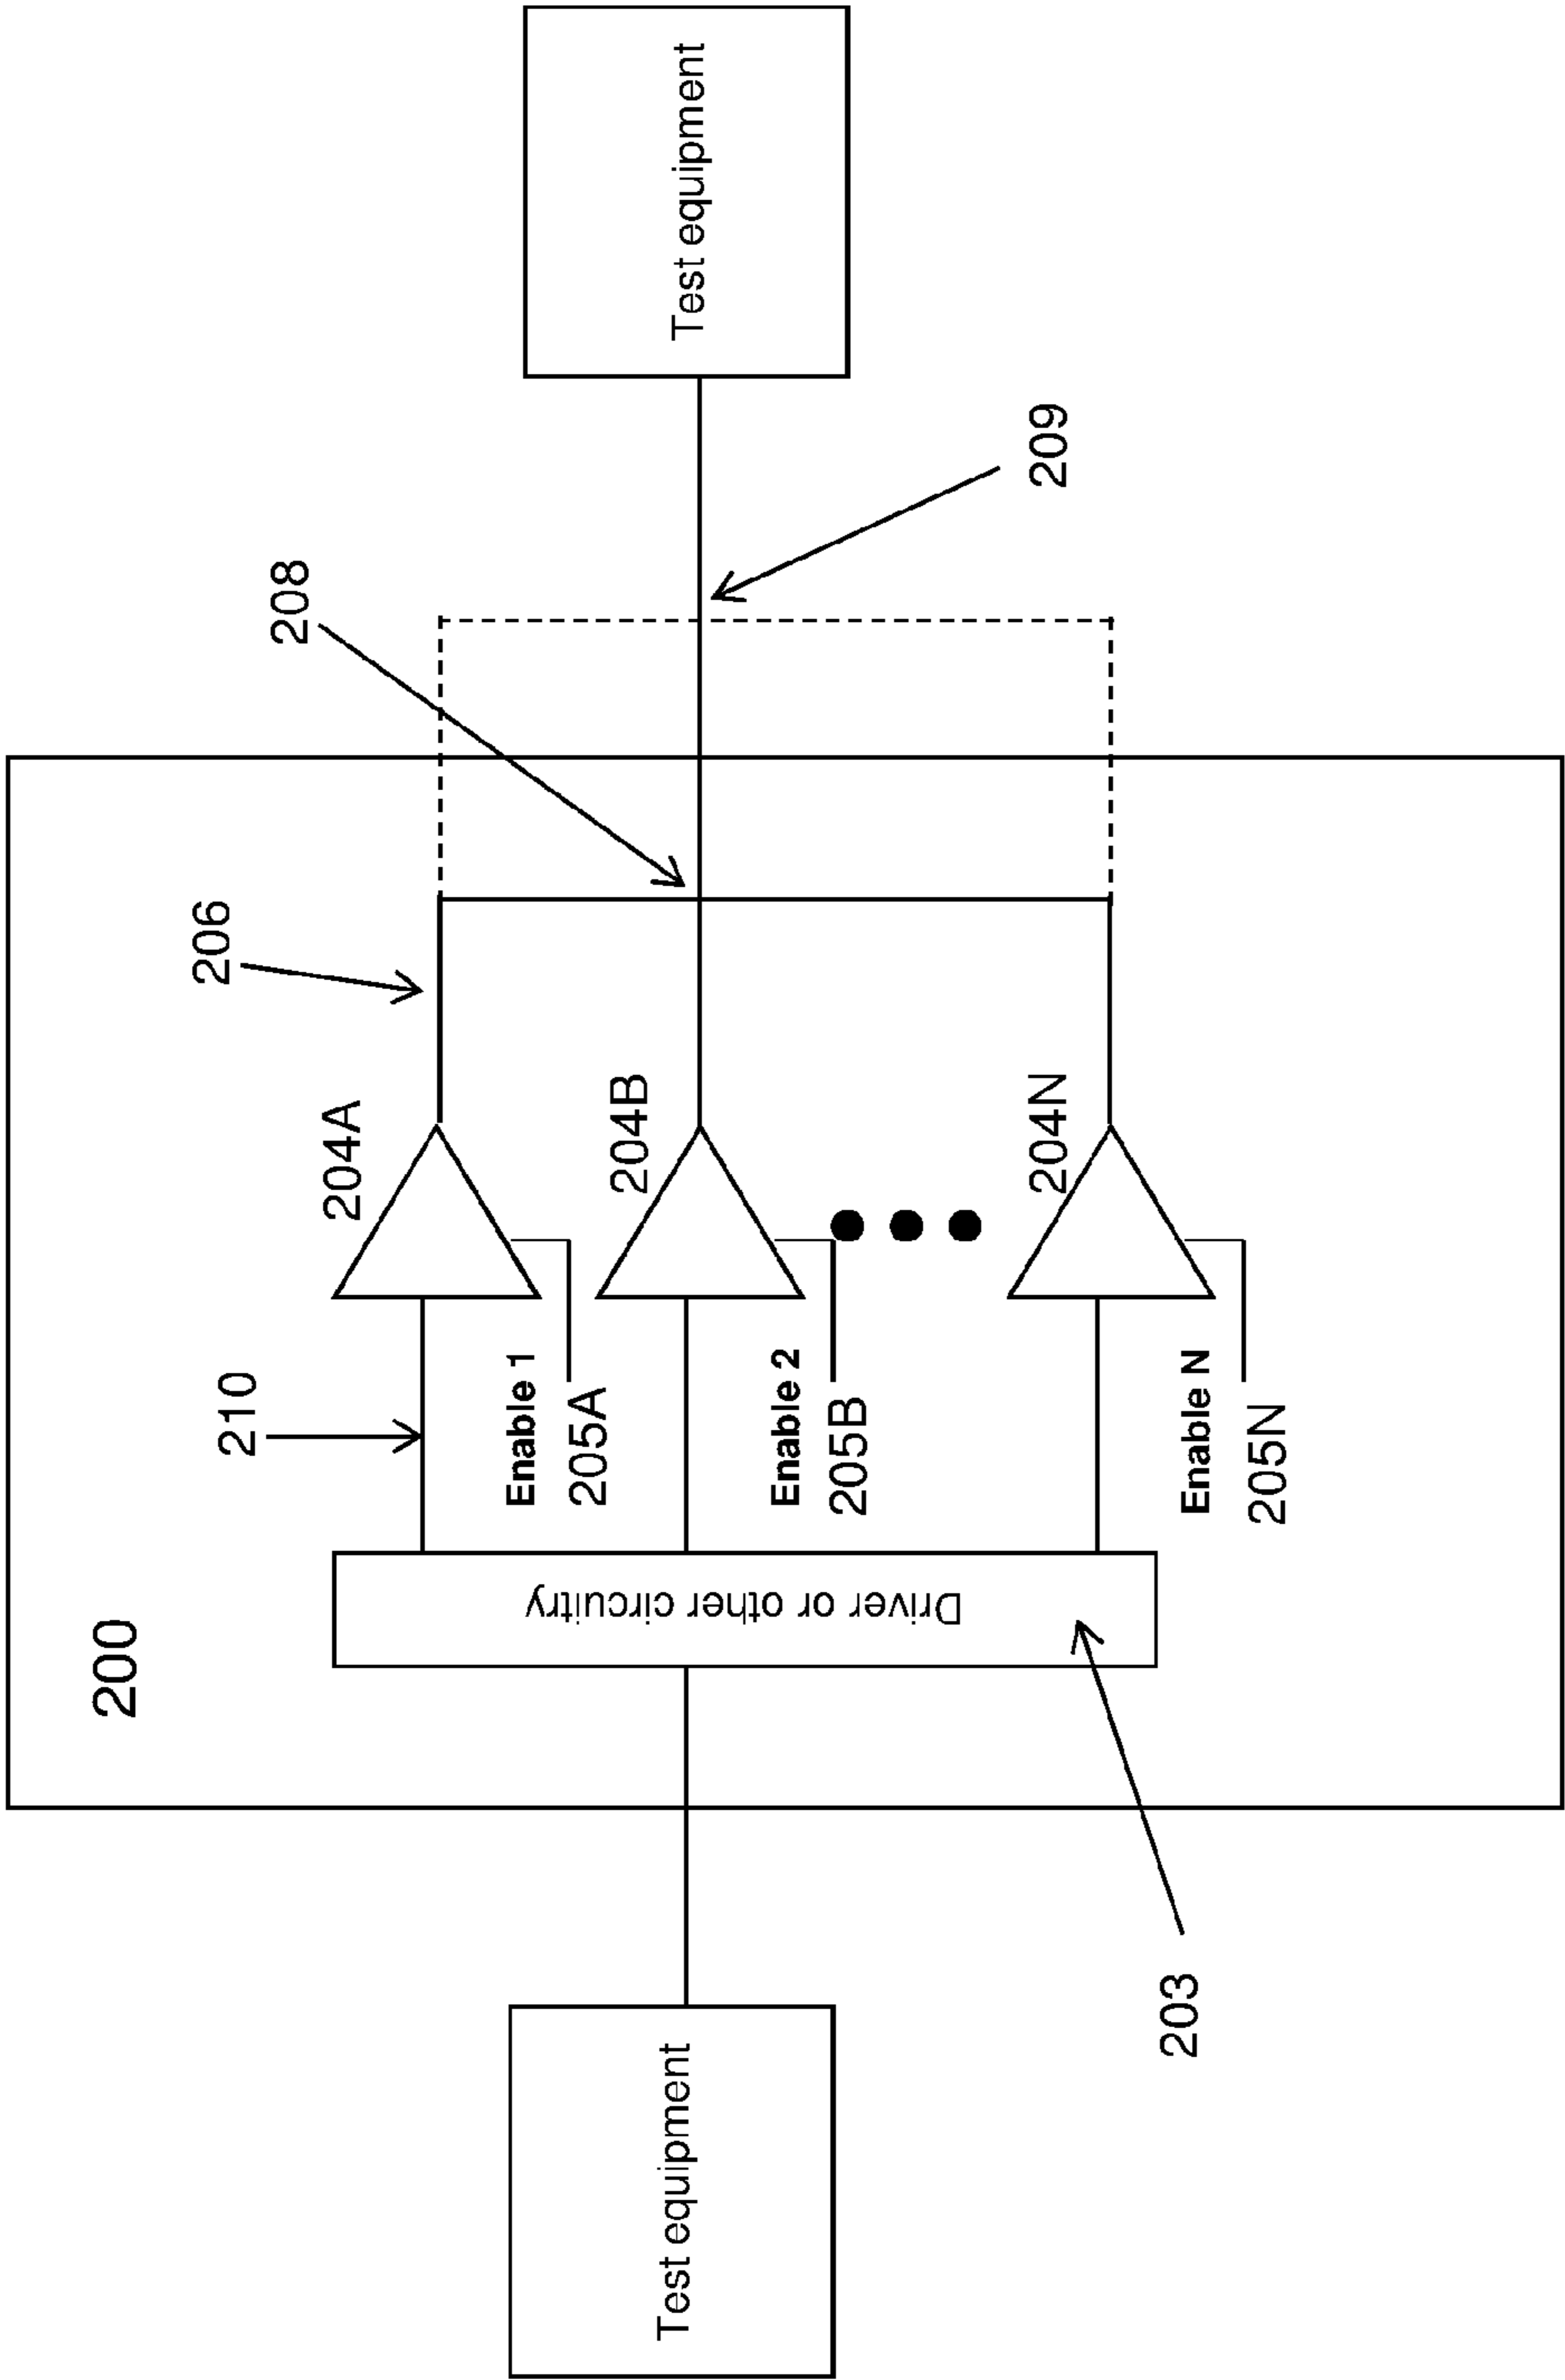 200
Test equipment
203
Driver or other circuitry
210
Enable 1
205A
Enable 2
205B
Enable N
205N
204A
204B
204N
206
208
209
Test equipment